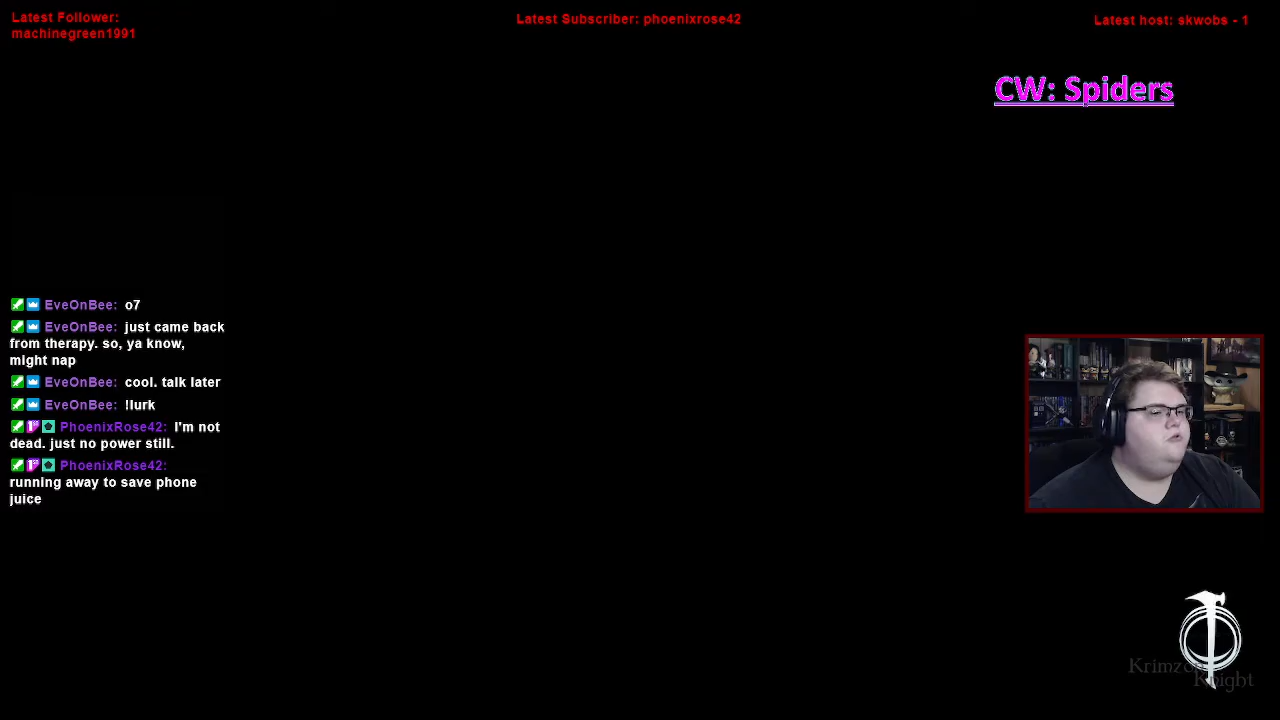 Latest Follower:
machinegreen1991
Latest Subscriber: phoenixrose42
Latest host: skwobs - 1
CW: Spiders
EveOnBee: o7
EveOnBee: just came back
from therapy. so, ya know,
might nap
EveOnBee: cool. talk later
EveOnBee: !lurk
PhoenixRose42: I'm not
dead. just no power still.
PhoenixRose42:
running away to save phone
juice
Krimzon
Knight